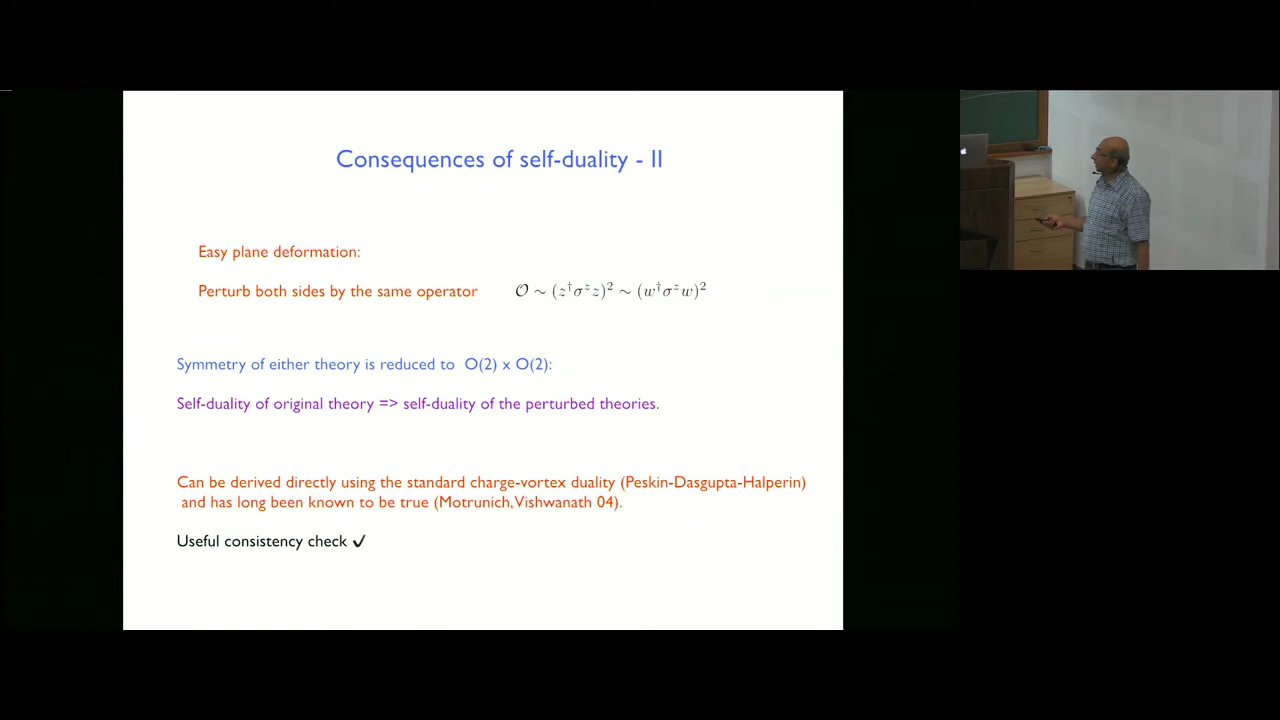 Consequences of self-duality - II
Easy plane deformation:
Perturb both sides by the same operator 𝒪 ∼ (z†σᶻz)² ∼ (w†σᶻw)²
Symmetry of either theory is reduced to O(2) x O(2):
Self-duality of original theory => self-duality of the perturbed theories.
Can be derived directly using the standard charge-vortex duality (Peskin-Dasgupta-Halperin)
and has long been known to be true (Motrunich, Vishwanath 04).
Useful consistency check ✓